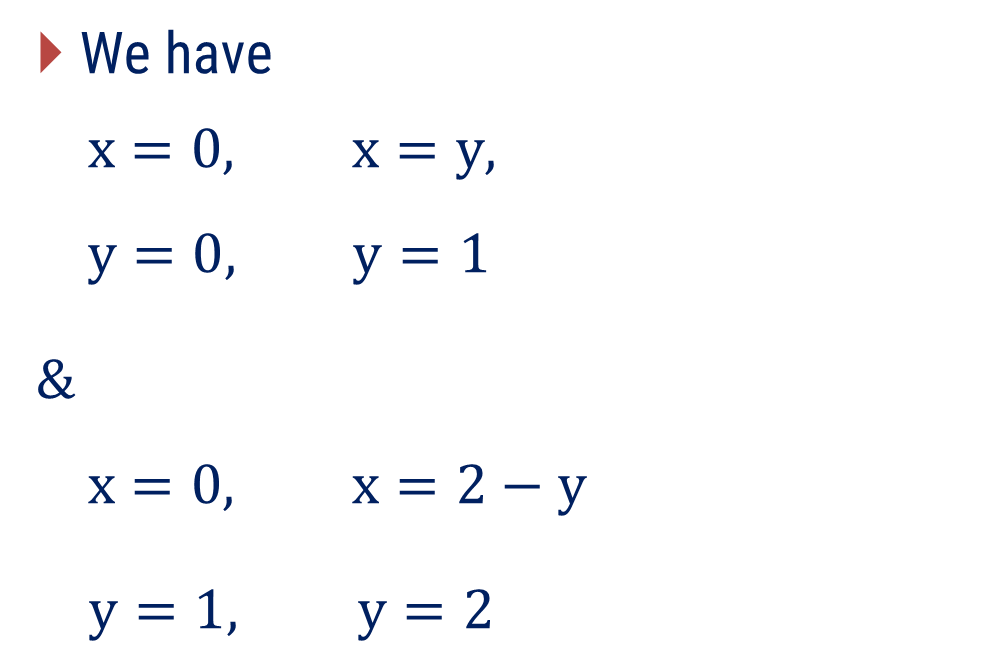 We have
x = 0, x = y,
y = 0, y = 1
&
x = 0, x = 2 − y
y = 1, y = 2